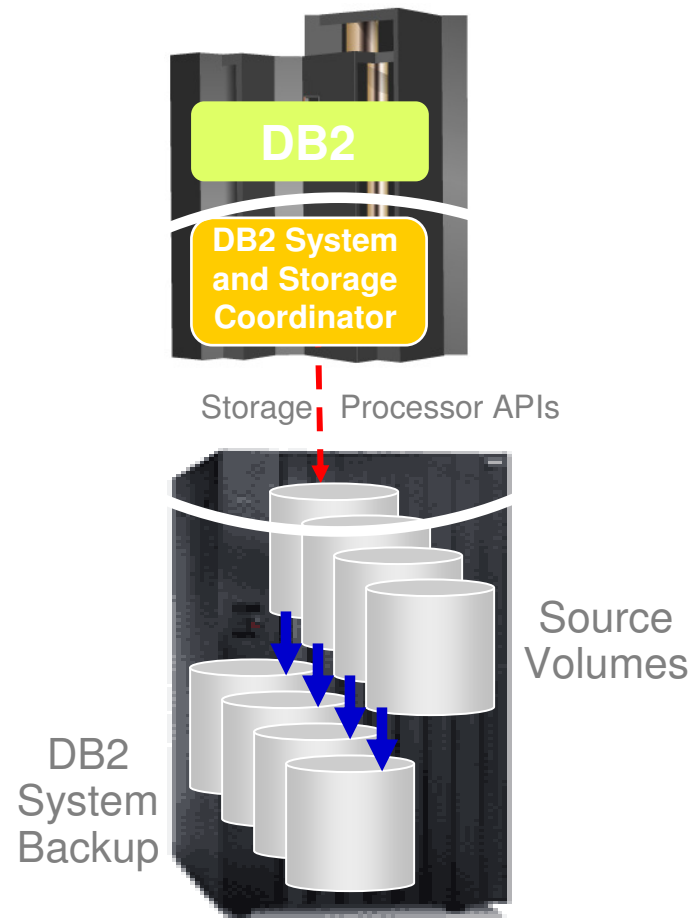 DB2
DB2 System
and Storage
Coordinator
Storage Processor APIs
Source
Volumes
DB2
System
Backup